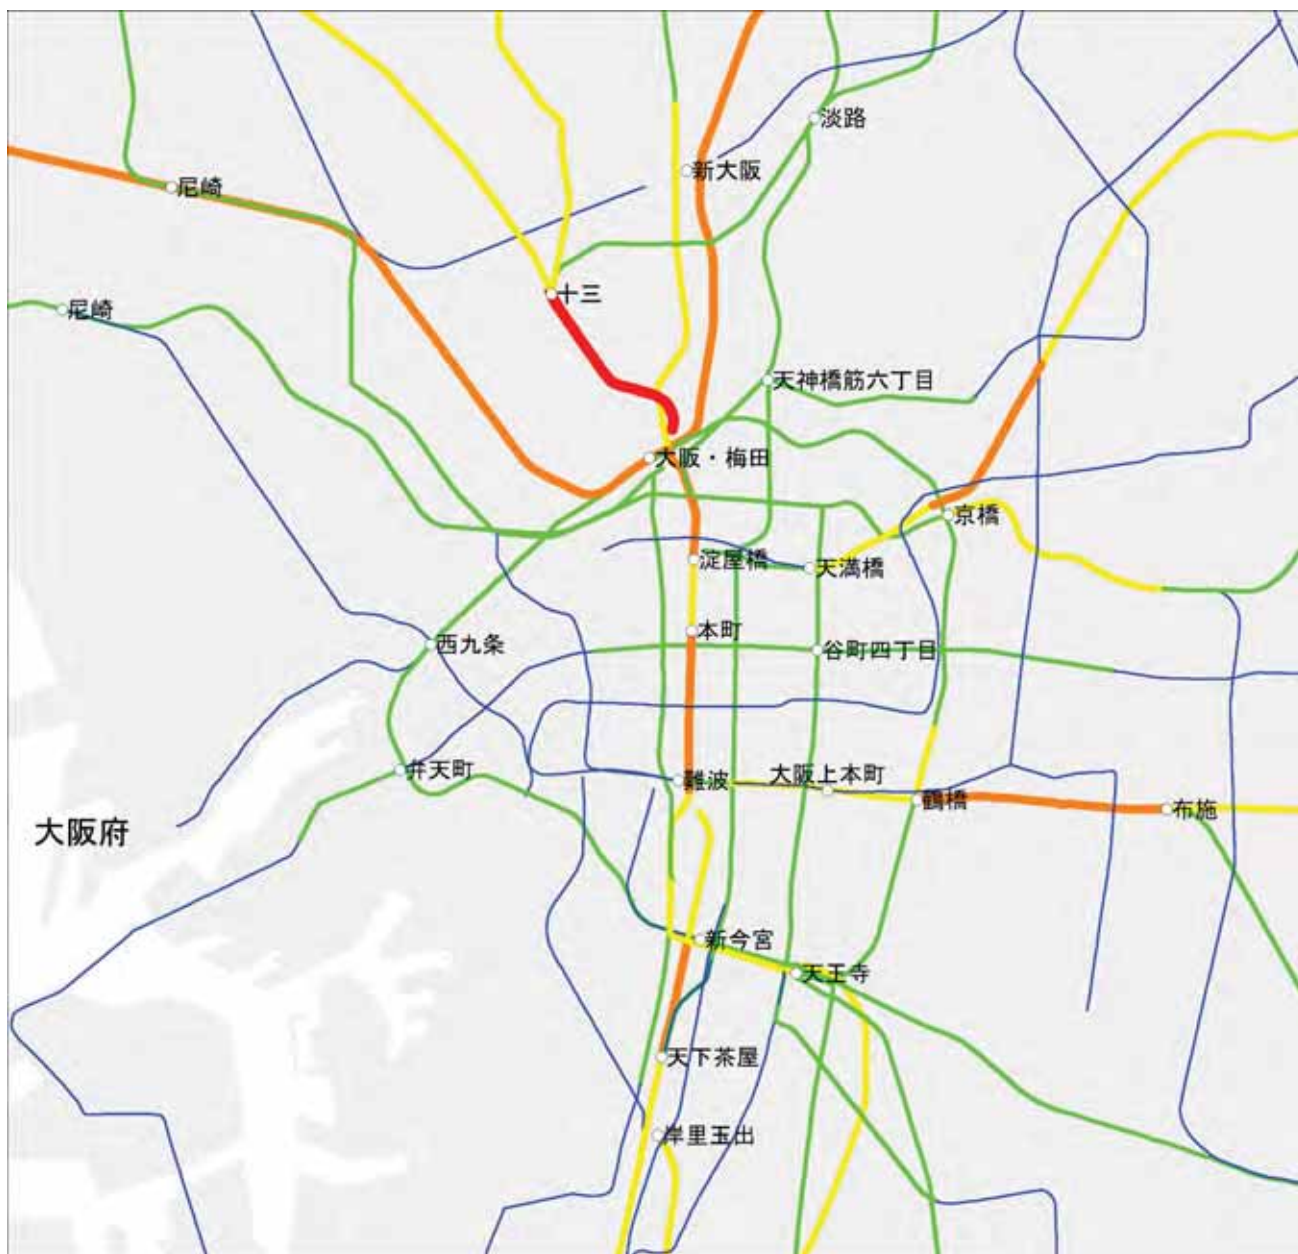 淡路
新大阪
尼崎
十三
尼崎
天神橋筋六丁目
大阪・梅田
京橋
淀屋橋
天満橋
本町
西九条
谷町四丁目
弁天町
難波
大阪上本町
鶴橋
布施
大阪府
新今宮
天王寺
天下茶屋
岸里玉出